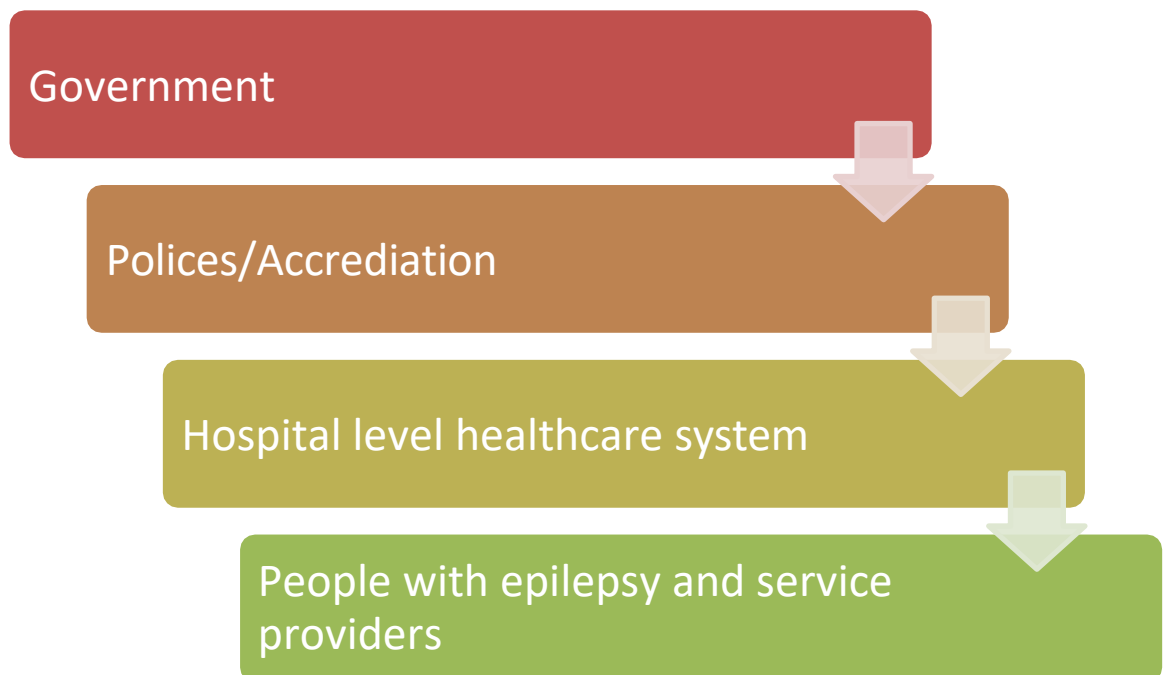 Government
Polices/Accrediation
Hospital level healthcare system
People with epilepsy and service
providers